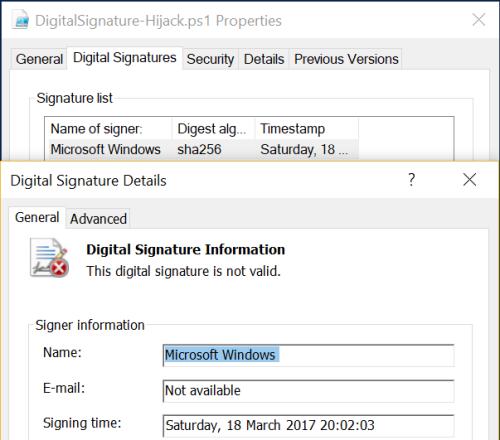 DigitalSignature-Hijack.ps1 Properties
General Digital Signatures Security Details Previous Versions
Signature list
Name of signer: Digest alg... Timestamp
Microsoft Windows sha256 Saturday, 18 ...
Digital Signature Details ?
General Advanced
Digital Signature Information
This digital signature is not valid.
Signer information
Name: Microsoft Windows
E-mail: Not available
Signing time: Saturday, 18 March 2017 20:02:03